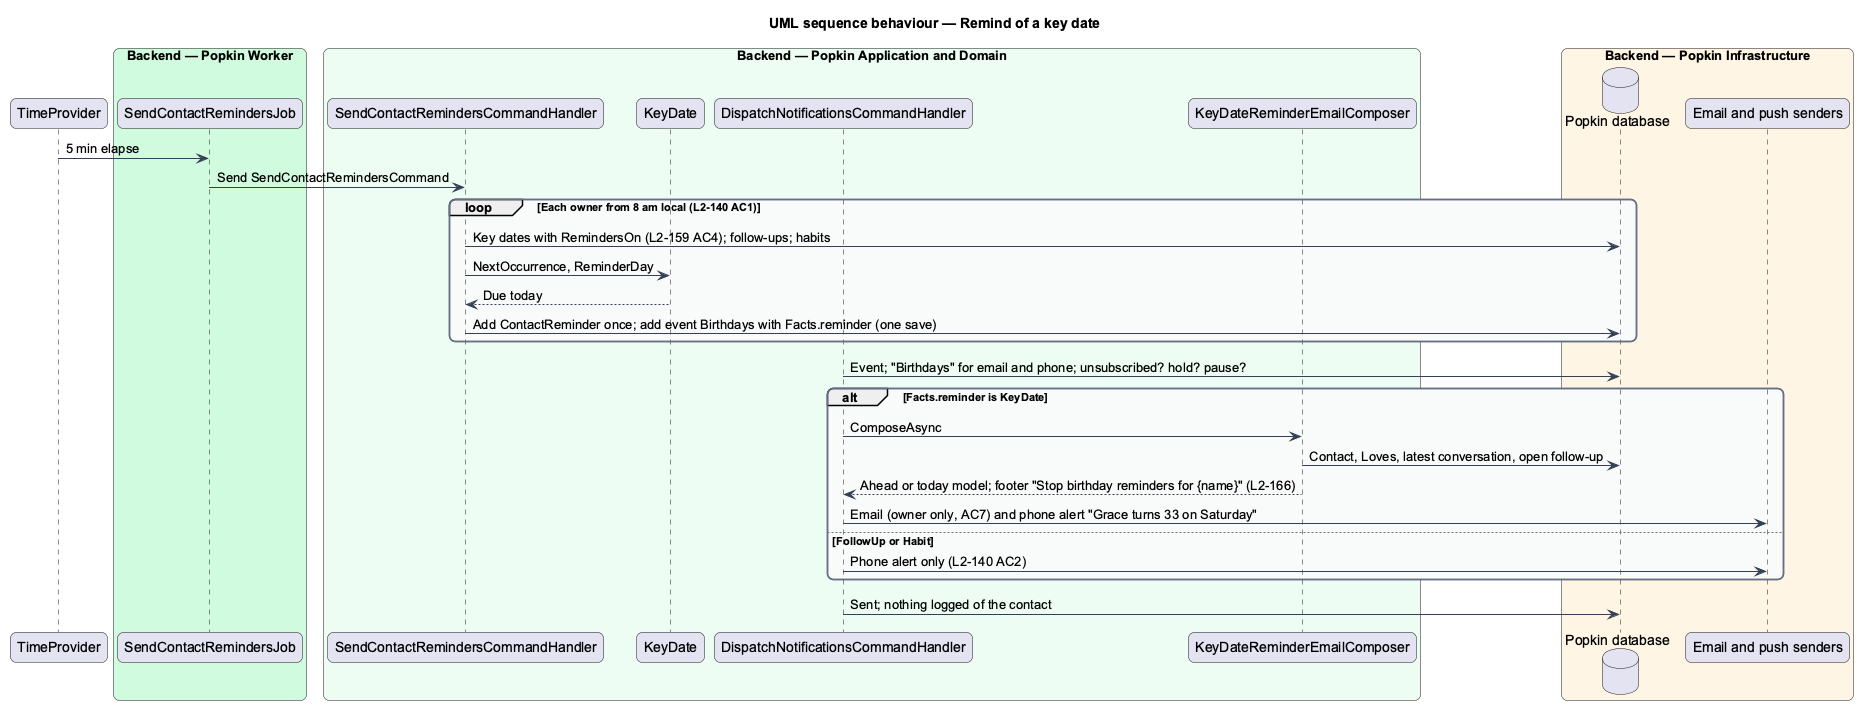 UML sequence behaviour — Remind of a key date
Backend — Popkin Worker
Backend — Popkin Application and Domain
Backend — Popkin Infrastructure
TimeProvider
SendContactRemindersJob
SendContactRemindersCommandHandler
KeyDate
DispatchNotificationsCommandHandler
KeyDateReminderEmailComposer
Popkin database
Email and push senders
5 min elapse
Send SendContactRemindersCommand
loop
[Each owner from 8 am local (L2-140 AC1)]
Key dates with RemindersOn (L2-159 AC4); follow-ups; habits
NextOccurrence, ReminderDay
Due today
Add ContactReminder once; add event Birthdays with Facts.reminder (one save)
Event; "Birthdays" for email and phone; unsubscribed? hold? pause?
alt
[Facts.reminder is KeyDate]
ComposeAsync
Contact, Loves, latest conversation, open follow-up
Ahead or today model; footer "Stop birthday reminders for {name}" (L2-166)
Email (owner only, AC7) and phone alert "Grace turns 33 on Saturday"
[FollowUp or Habit]
Phone alert only (L2-140 AC2)
Sent; nothing logged of the contact
TimeProvider
SendContactRemindersJob
SendContactRemindersCommandHandler
KeyDate
DispatchNotificationsCommandHandler
KeyDateReminderEmailComposer
Popkin database
Email and push senders